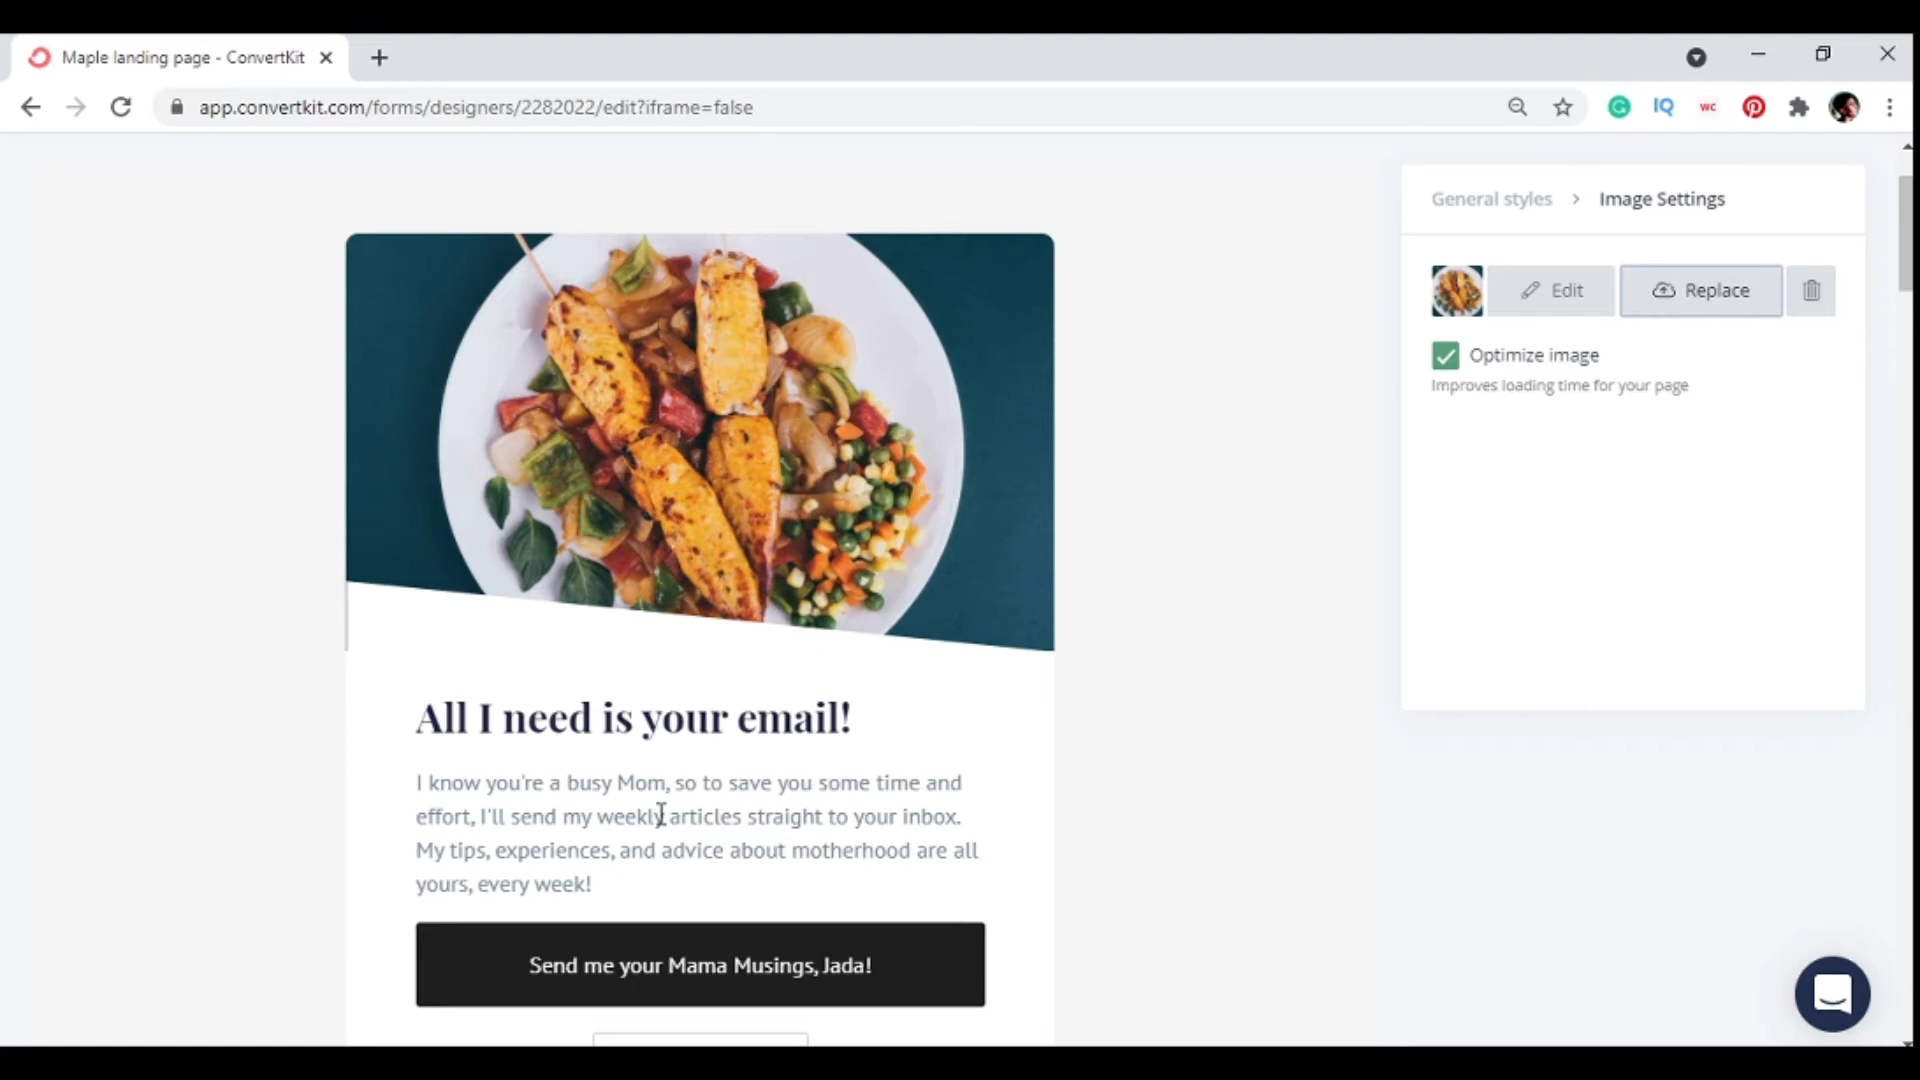 Maple landing page - ConvertKit
app.convertkit.com/forms/designers/2282022/edit?iframe=false
IQ
wc
General styles > Image Settings
Edit
Replace
Optimize image
Improves loading time for your page
All I need is your email!
I know you're a busy Mom, so to save you some time and
effort, I'll send my weekly articles straight to your inbox.
My tips, experiences, and advice about motherhood are all
yours, every week!
Send me your Mama Musings, Jada!